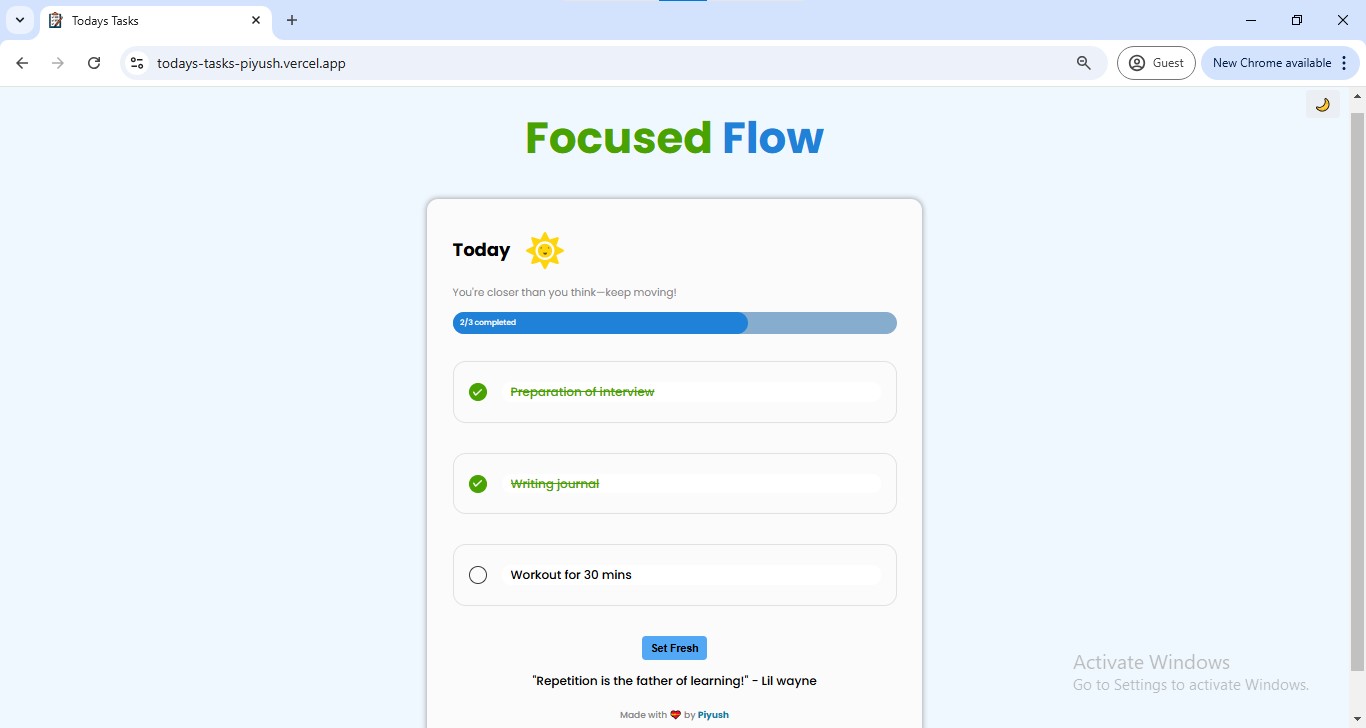 Todays Tasks
todays-tasks-piyush.vercel.app
Guest
New Chrome available
Focused Flow
Today
You're closer than you think—keep moving!
2/3 completed
Preparation of interview
Writing journal
Workout for 30 mins
Set Fresh
"Repetition is the father of learning!" - Lil wayne
Made with ❤️ by Piyush
Activate Windows
Go to Settings to activate Windows.